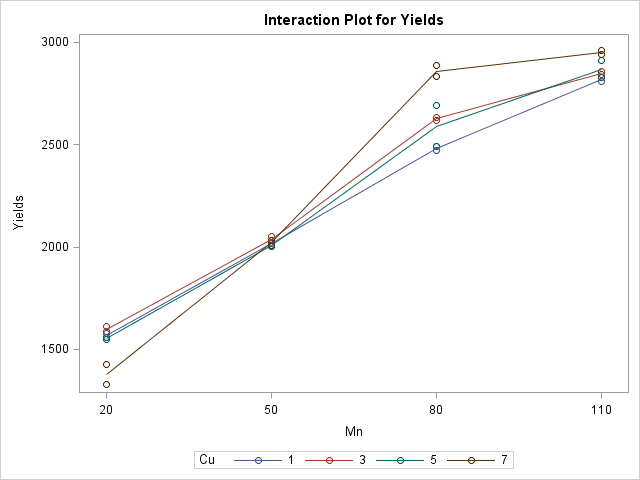 Interaction Plot for Yields
3000
2500
2000
1500
Yields
20 50 80 110
Mn
Cu 1 3 5 7